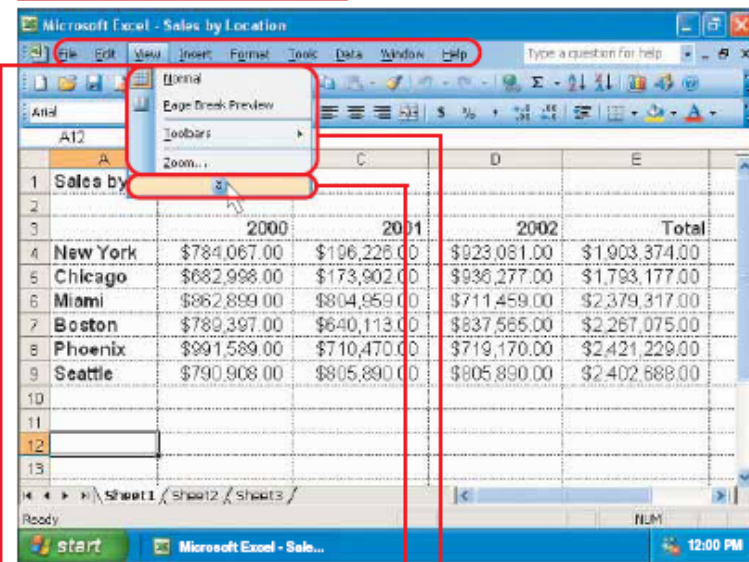 Microsoft Excel - Sales by Location
File Edit View Insert Format Tools Data Window Help Type a question for help
Normal
Page Break Preview
Toolbars
Zoom...
Arial
$ % ,
A12
A C D E
1 Sales by
2
3 2000 2001 2002 Total
4 New York $784,067.00 $196,226.00 $923,081.00 $1,903,374.00
5 Chicago $682,998.00 $173,902.00 $936,277.00 $1,793,177.00
6 Miami $862,899.00 $804,959.00 $711,459.00 $2,379,317.00
7 Boston $789,397.00 $640,113.00 $837,565.00 $2,267,075.00
8 Phoenix $991,589.00 $710,470.00 $719,170.00 $2,421,229.00
9 Seattle $790,908.00 $805,890.00 $805,890.00 $2,402,688.00
10
11
12
13
Sheet1 / Sheet2 / Sheet3 /
Ready NUM
start Microsoft Excel - Sale... 12:00 PM